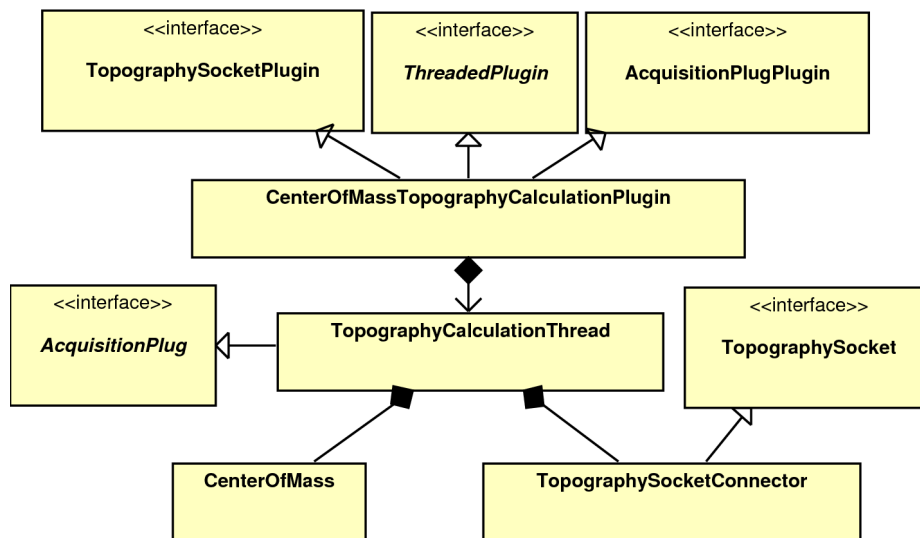 <<interface>>
TopographySocketPlugin
<<interface>>
ThreadedPlugin
<<interface>>
AcquisitionPlugPlugin
CenterOfMassTopographyCalculationPlugin
<<interface>>
AcquisitionPlug
TopographyCalculationThread
<<interface>>
TopographySocket
CenterOfMass
TopographySocketConnector